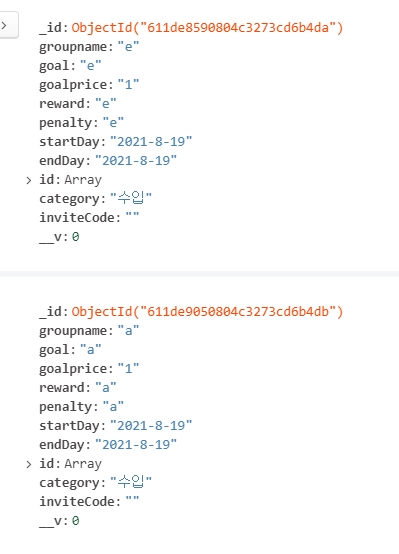 _id: ObjectId("611de8590804c3273cd6b4da")
groupname: "e"
goal: "e"
goalprice: "1"
reward: "e"
penalty: "e"
startDay: "2021-8-19"
endDay: "2021-8-19"
> id: Array
category: "수입"
inviteCode: ""
__v: 0
_id: ObjectId("611de9050804c3273cd6b4db")
groupname: "a"
goal: "a"
goalprice: "1"
reward: "a"
penalty: "a"
startDay: "2021-8-19"
endDay: "2021-8-19"
> id: Array
category: "수입"
inviteCode: ""
__v: 0